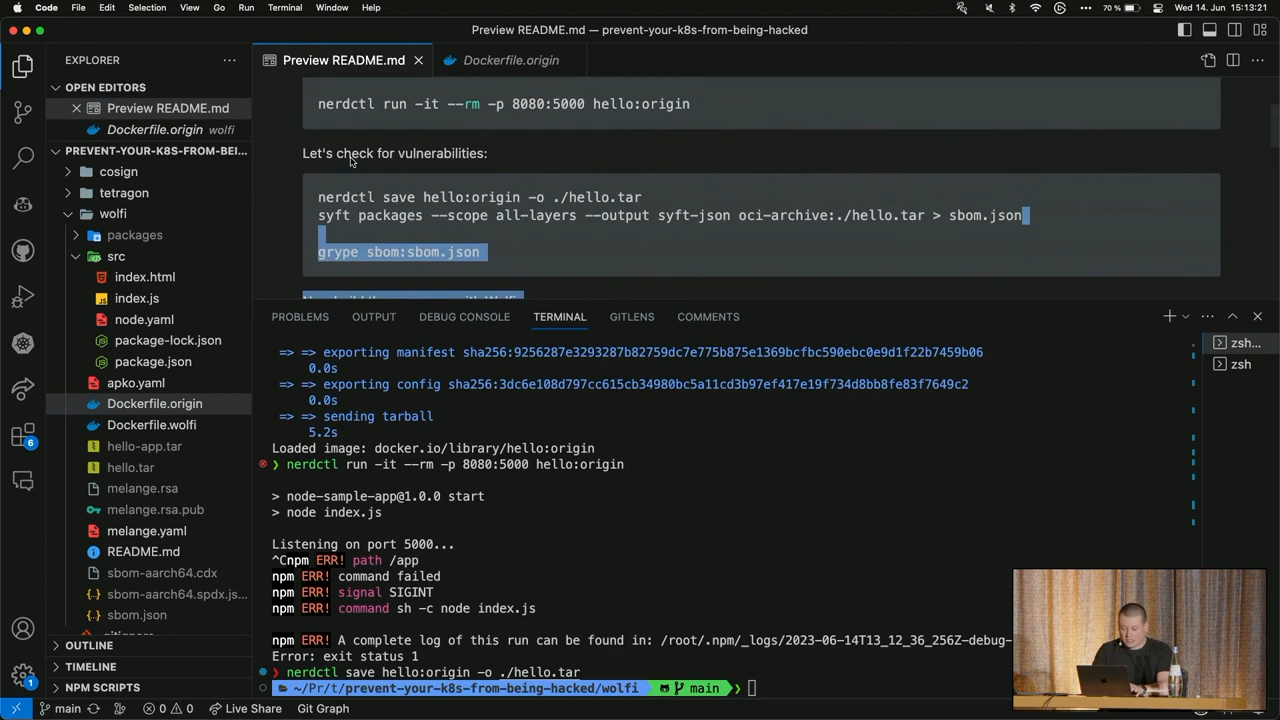 Code File Edit Selection View Go Run Terminal Window Help 70 % Wed 14. Jun 15:13:21
Preview README.md — prevent-your-k8s-from-being-hacked
EXPLORER
Preview README.md
Dockerfile.origin
OPEN EDITORS
Preview README.md
Dockerfile.origin wolfi
PREVENT-YOUR-K8S-FROM-BEI...
cosign
tetragon
wolfi
packages
src
index.html
index.js
node.yaml
package-lock.json
package.json
apko.yaml
Dockerfile.origin
Dockerfile.wolfi
hello-app.tar
hello.tar
melange.rsa
melange.rsa.pub
melange.yaml
README.md
sbom-aarch64.cdx
sbom-aarch64.spdx.js...
sbom.json
OUTLINE
TIMELINE
NPM SCRIPTS
6
1
nerdctl run -it --rm -p 8080:5000 hello:origin
Let's check for vulnerabilities:
nerdctl save hello:origin -o ./hello.tar
syft packages --scope all-layers --output syft-json oci-archive:./hello.tar > sbom.json
grype sbom:sbom.json
PROBLEMS OUTPUT DEBUG CONSOLE TERMINAL GITLENS COMMENTS
zsh...
zsh
=> => exporting manifest sha256:9256287e3293287b82759dc7e775b875e1369bcfbc590ebc0e9d1f22b7459b06
0.0s
=> => exporting config sha256:3dc6e108d797cc615cb34980bc5a11cd3b97ef417e19f734d8bb8fe83f7649c2
0.0s
=> => sending tarball
5.2s
Loaded image: docker.io/library/hello:origin
❯ nerdctl run -it --rm -p 8080:5000 hello:origin
> node-sample-app@1.0.0 start
> node index.js
Listening on port 5000...
^Cnpm ERR! path /app
npm ERR! command failed
npm ERR! signal SIGINT
npm ERR! command sh -c node index.js
npm ERR! A complete log of this run can be found in: /root/.npm/_logs/2023-06-14T13_12_36_256Z-debug-
Error: exit status 1
❯ nerdctl save hello:origin -o ./hello.tar
~/Pr/t/prevent-your-k8s-from-being-hacked/wolfi main ❯
main 0 0 Live Share Git Graph